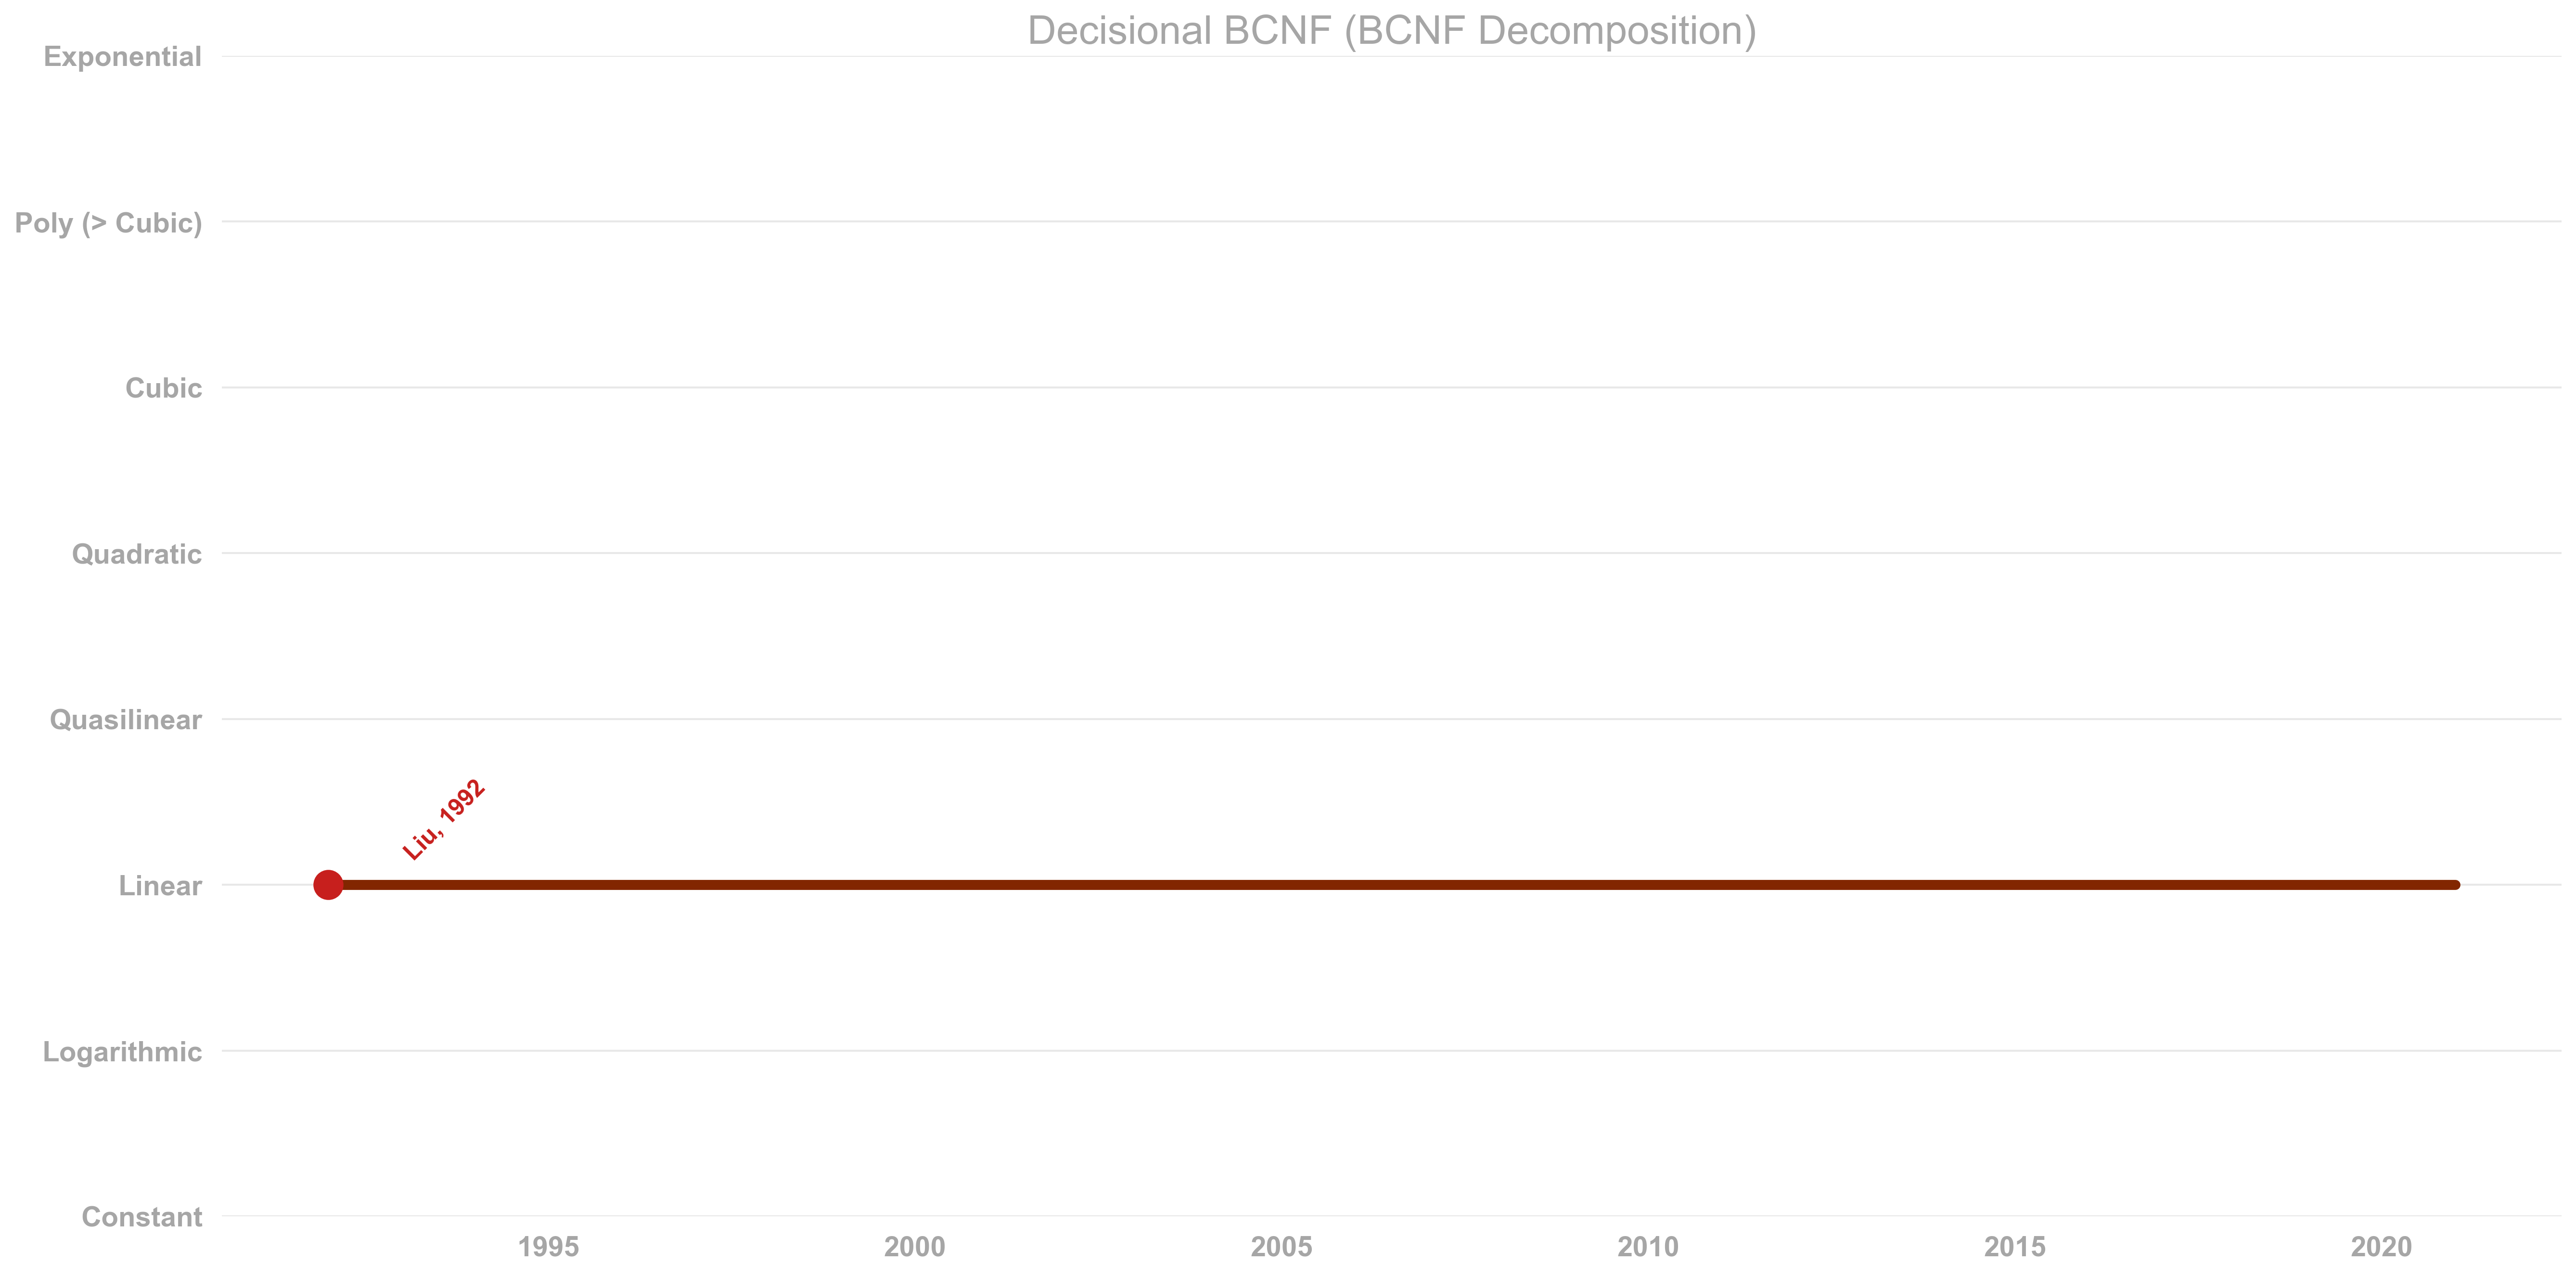 Decisional BCNF (BCNF Decomposition)
Exponential
Poly (> Cubic)
Cubic
Quadratic
Quasilinear
Liu, 1992
Linear
Logarithmic
Constant
1995 2000 2005 2010 2015 2020